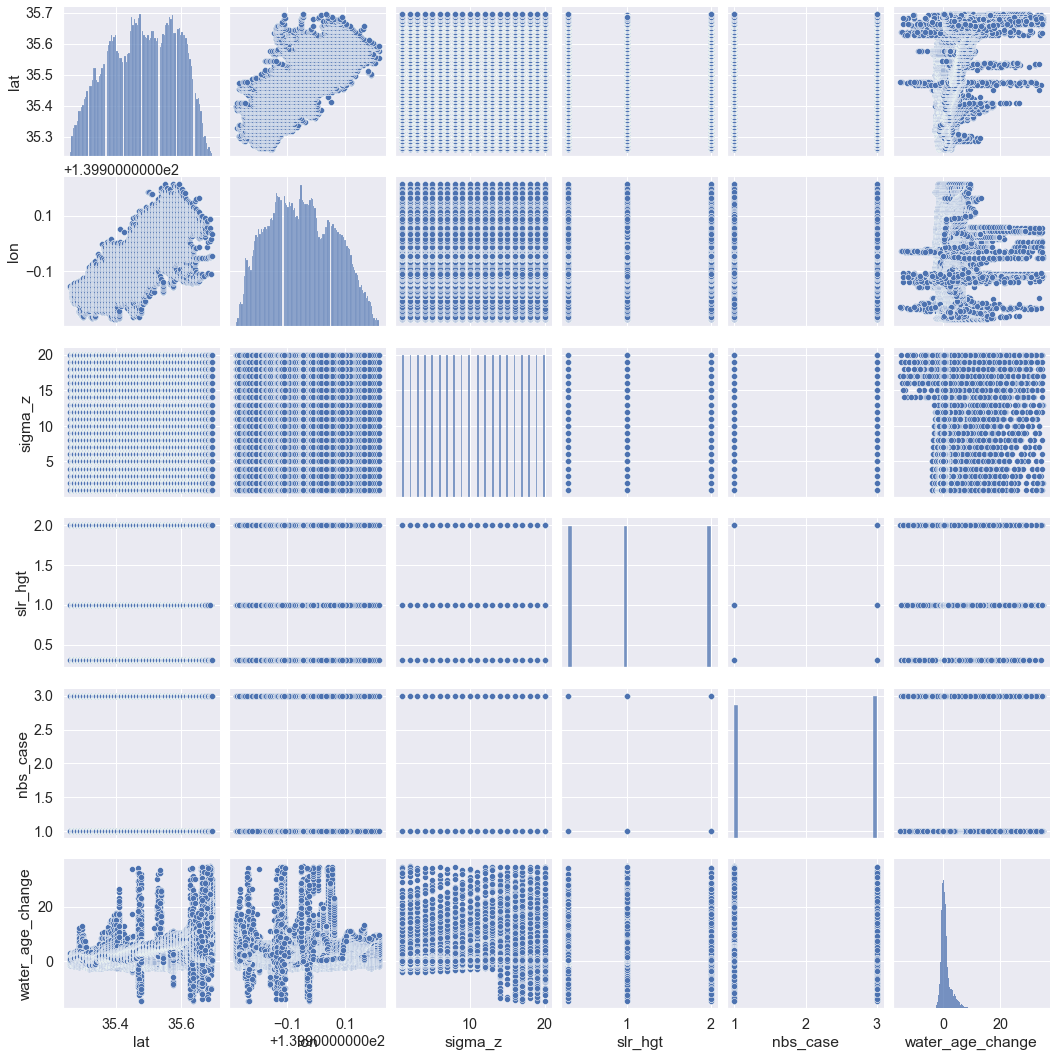 35.7
35.6
35.5
35.4
35.3
lat
+1.3990000000e2
0.1
−0.1
lon
20
15
10
5
sigma_z
2.0
1.5
1.0
0.5
slr_hgt
3.0
2.5
2.0
1.5
1.0
nbs_case
20
0
water_age_change
35.4 35.6
lat
−0.1 0.1
+1.3990000000e2
lon
10 20
sigma_z
1 2
slr_hgt
1 2 3
nbs_case
0 20
water_age_change